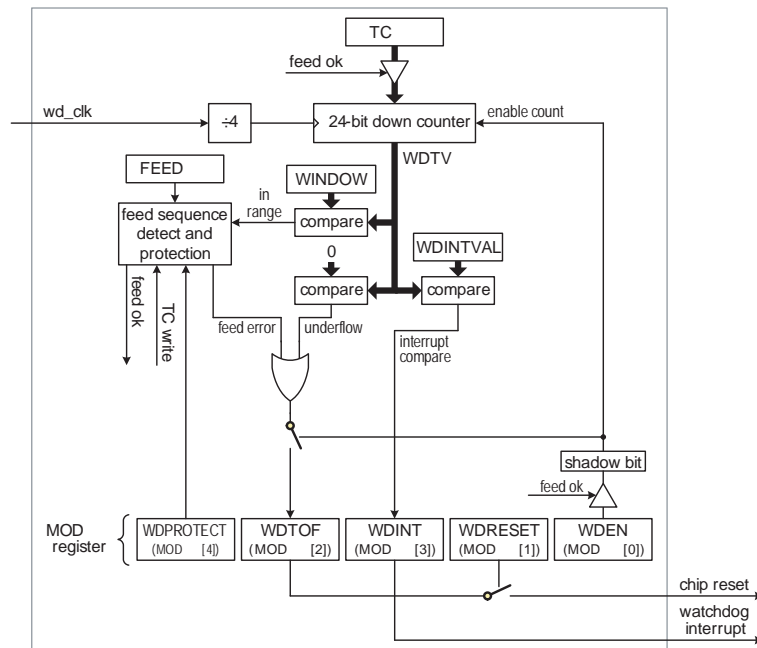 TC
feed ok
wd_clk
÷4
24-bit down counter
enable count
WDTV
FEED
WINDOW
in
range
feed sequence
detect and
protection
compare
WDINTVAL
0
compare
compare
feed ok
TC write
feed error
underflow
interrupt
compare
shadow bit
feed ok
MOD
register
WDPROTECT
(MOD [4])
WDTOF
(MOD [2])
WDINT
(MOD [3])
WDRESET
(MOD [1])
WDEN
(MOD [0])
chip reset
watchdog
interrupt